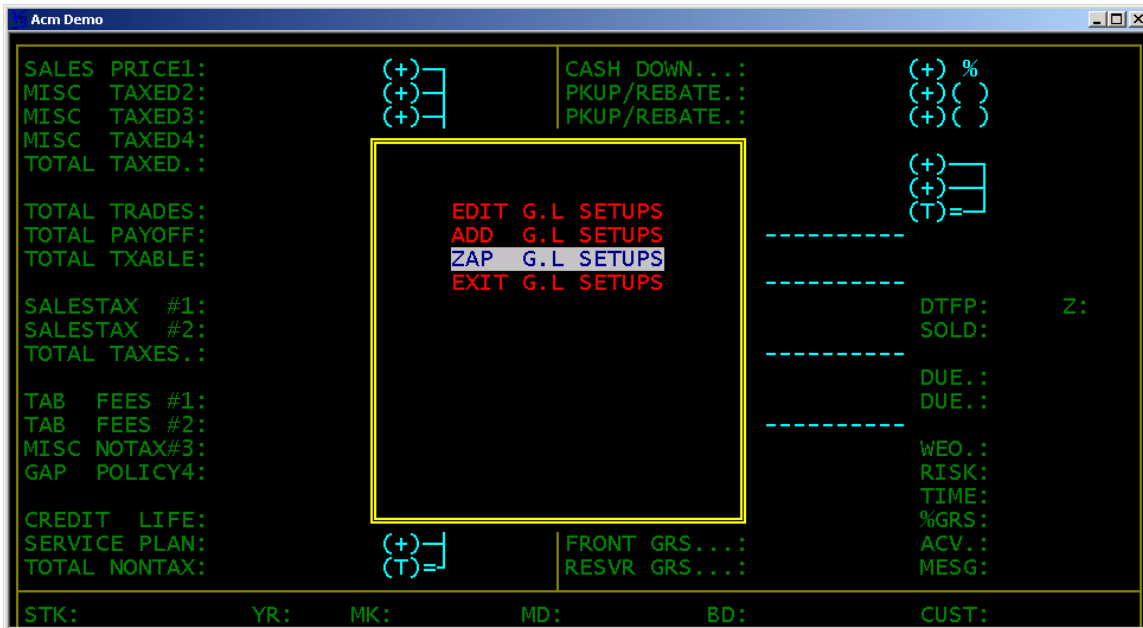 Acm Demo
SALES PRICE1: (+) CASH DOWN...: (+) %
MISC TAXED2: (+) PKUP/REBATE.: (+)( )
MISC TAXED3: (+) PKUP/REBATE.: (+)( )
MISC TAXED4:
TOTAL TAXED.: (+)
(+)
TOTAL TRADES: EDIT G.L SETUPS (T)=
TOTAL PAYOFF: ADD G.L SETUPS ----------
TOTAL TXABLE: ZAP G.L SETUPS
EXIT G.L SETUPS ----------
SALESTAX #1: DTFP: Z:
SALESTAX #2: SOLD:
TOTAL TAXES.: ----------
DUE.:
TAB FEES #1: DUE.:
TAB FEES #2: ----------
MISC NOTAX#3: WEO.:
GAP POLICY4: RISK:
TIME:
CREDIT LIFE: %GRS:
SERVICE PLAN: (+) FRONT GRS...: ACV.:
TOTAL NONTAX: (T)= RESVR GRS...: MESG:
STK: YR: MK: MD: BD: CUST: